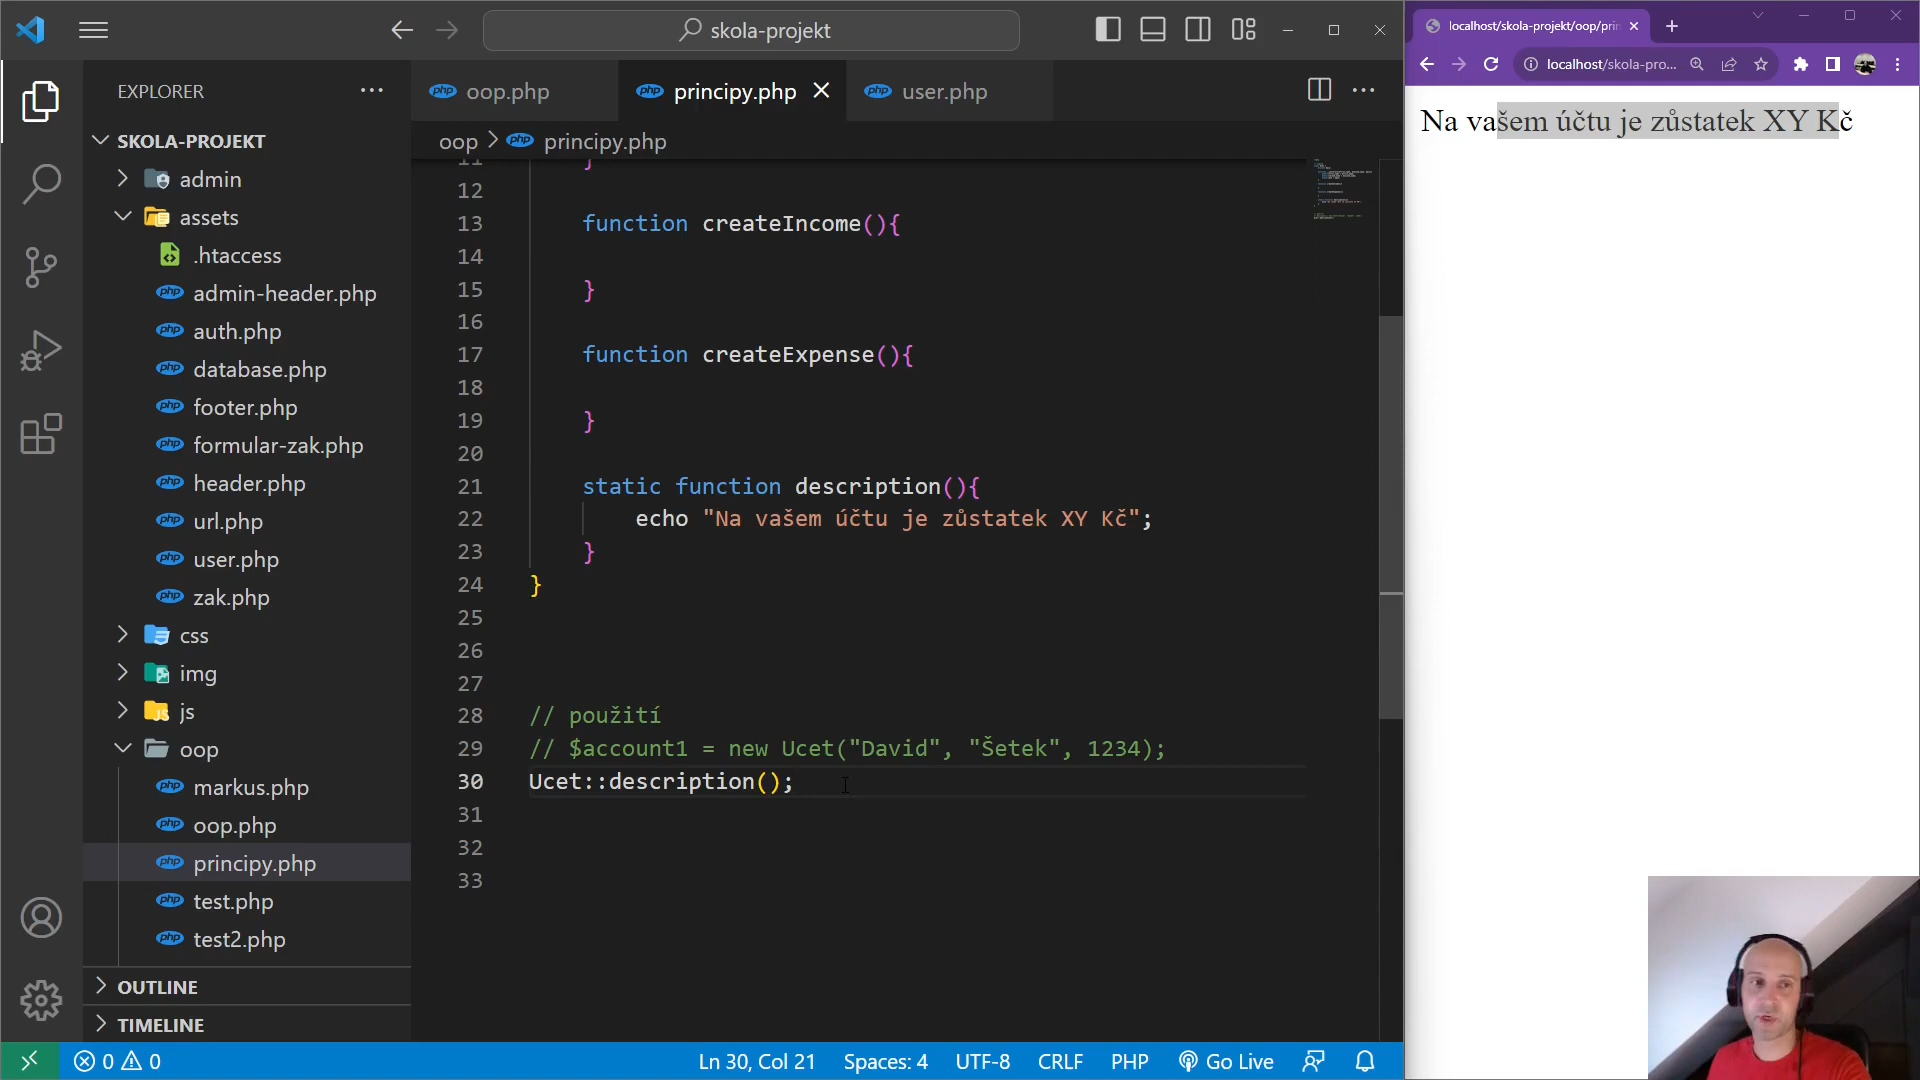 skola-projekt
localhost/skola-projekt/oop/prin
localhost/skola-pro...
EXPLORER
oop.php
principy.php
user.php
oop > principy.php
Na vašem účtu je zůstatek XY Kč
SKOLA-PROJEKT
admin
assets
.htaccess
admin-header.php
auth.php
database.php
footer.php
formular-zak.php
header.php
url.php
user.php
zak.php
css
img
js
oop
markus.php
oop.php
principy.php
test.php
test2.php
OUTLINE
TIMELINE
11 }
12
13 function createIncome(){
14
15 }
16
17 function createExpense(){
18
19 }
20
21 static function description(){
22 echo "Na vašem účtu je zůstatek XY Kč";
23 }
24 }
25
26
27
28 // použití
29 // $account1 = new Ucet("David", "Šetek", 1234);
30 Ucet::description();
31
32
33
0 0
Ln 30, Col 21
Spaces: 4
UTF-8
CRLF
PHP
Go Live